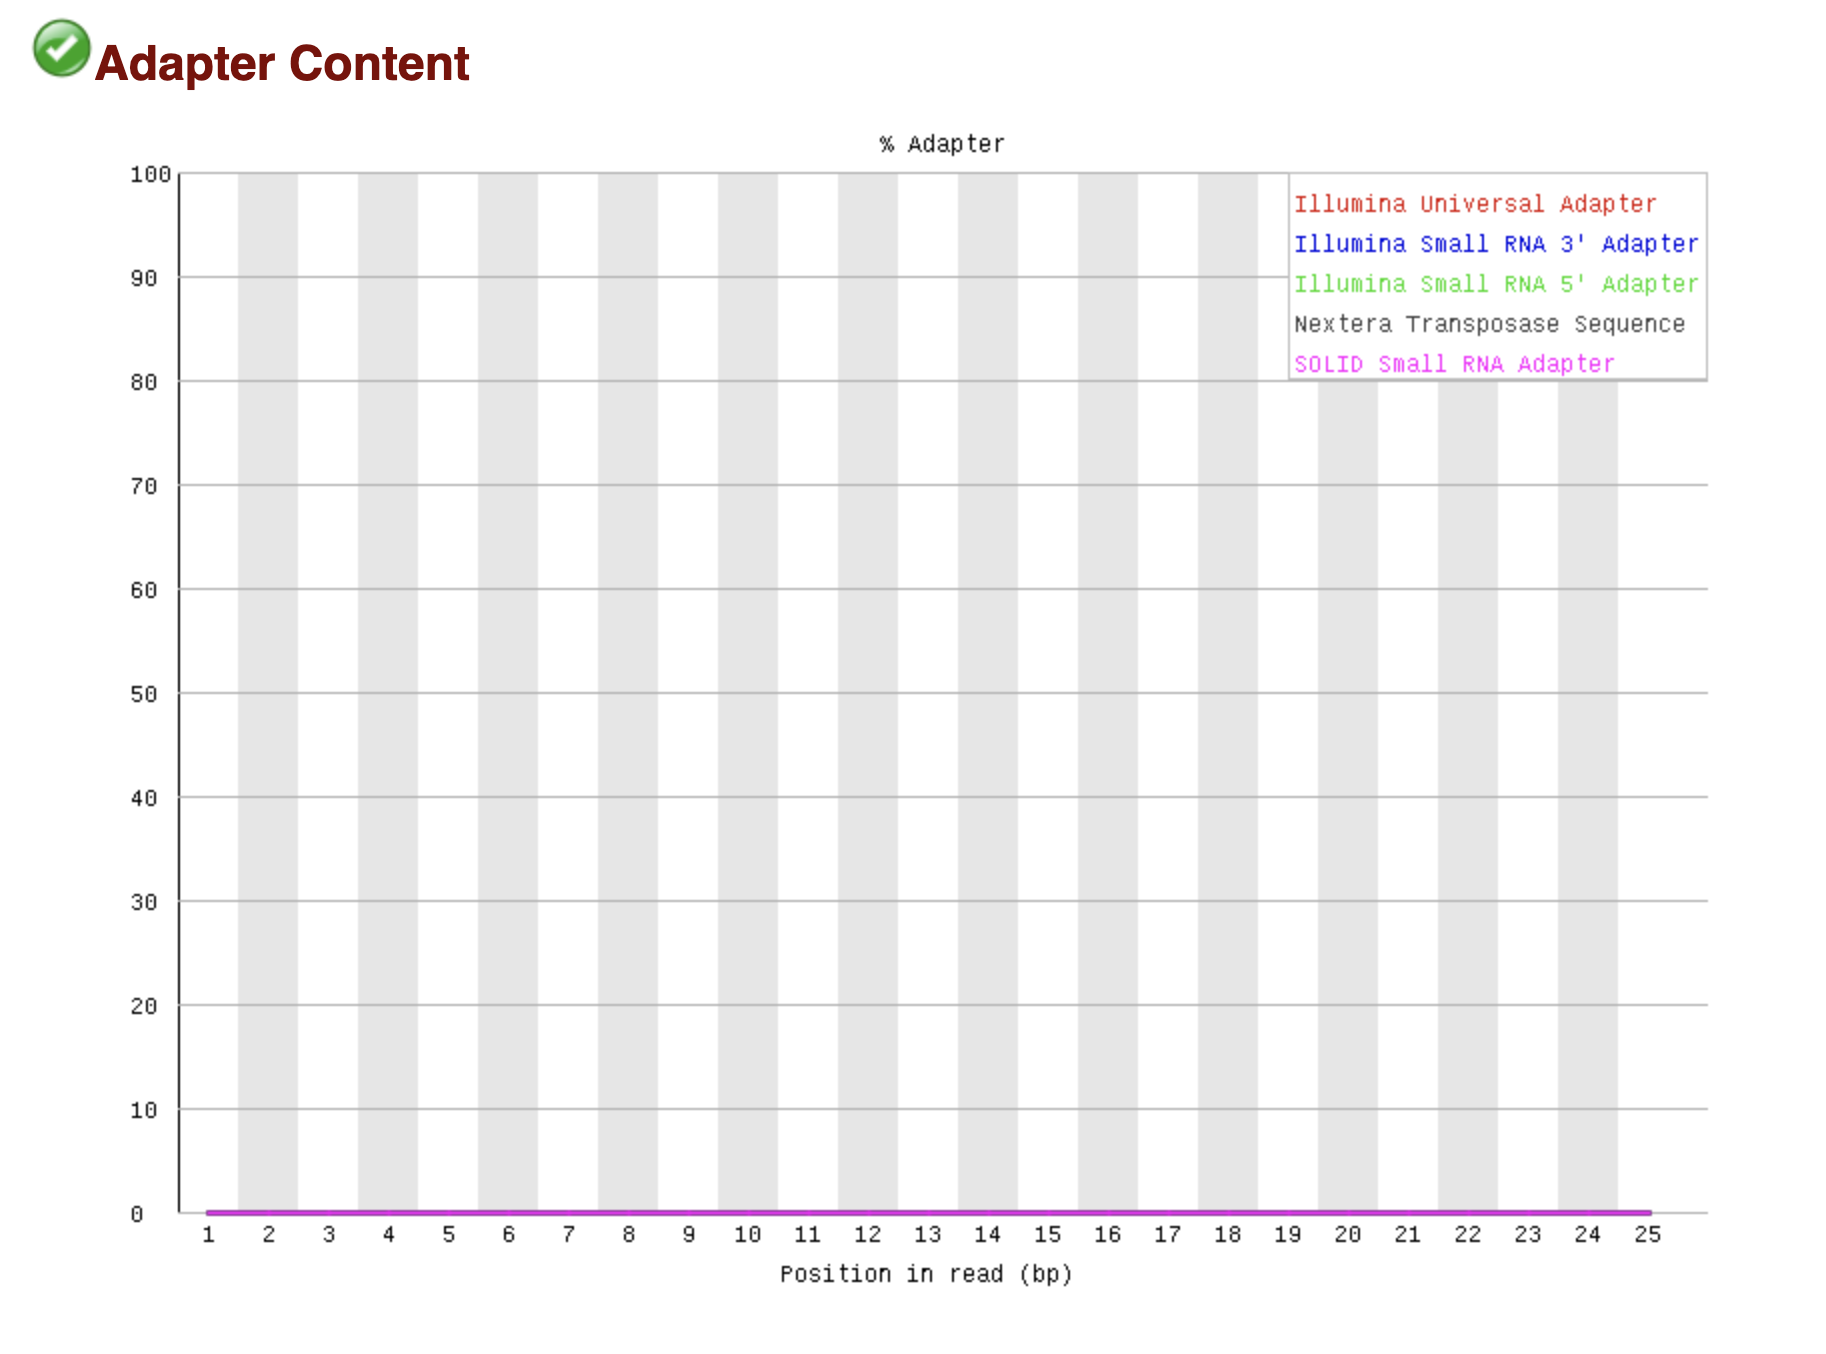 Adapter Content
% Adapter
100
Illumina Universal Adapter
Illumina Small RNA 3' Adapter
90
Illumina Small RNA 5' Adapter
Nextera Transposase Sequence
SOLID Small RNA Adapter
80
70
60
50
40
30
20
10
0
1 2 3 4 5 6 7 8 9 10 11 12 13 14 15 16 17 18 19 20 21 22 23 24 25
Position in read (bp)